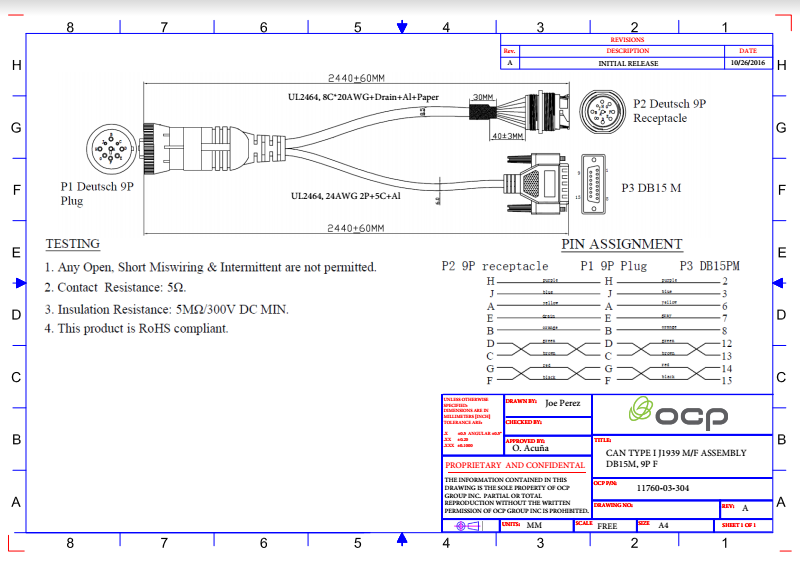 8 7 6 5 4 3 2 1
REVISIONS
Rev. DESCRIPTION DATE
A INITIAL RELEASE 10/26/2016
H H
G G
F F
E E
D D
C C
B B
A A
2440±60MM
UL2464, 8C*20AWG+Drain+Al+Paper
30MM
40±3MM
P2 Deutsch 9P
Receptacle
P1 Deutsch 9P
Plug
UL2464, 24AWG 2P+5C+Al
P3 DB15 M
2440±60MM
TESTING
1. Any Open, Short Miswiring & Intermittent are not permitted.
2. Contact Resistance: 5Ω.
3. Insulation Resistance: 5MΩ/300V DC MIN.
4. This product is RoHS compliant.
PIN ASSIGNMENT
P2 9P receptacle P1 9P Plug P3 DB15PM
H purple H purple 2
J blue J blue 3
A yellow A yellow 6
E drain E gray 7
B orange B orange 8
D green D green 12
C brown C brown 13
G red G red 14
F black F black 15
UNLESS OTHERWISE
SPECIFIED:
DIMENSIONS ARE IN
MILLIMETERS [INCH]
TOLERANCE ARE:
.X ±0.5 ANGULAR ±0.5°
.XX ±0.25
.XXX ±0.1000
DRAWN BY: Joe Perez
CHECKED BY:
APPROVED BY:
O. Acuña
PROPRIETARY AND CONFIDENTAL
THE INFORMATION CONTAINED IN THIS
DRAWING IS THE SOLE PROPERTY OF OCP
GROUP INC. PARTIAL OR TOTAL
REPRODUCTION WITHOUT THE WRITTEN
PERMISSION OF OCP GROUP INC IS PROHIBITED.
ocp
TITLE:
CAN TYPE I J1939 M/F ASSEMBLY
DB15M, 9P F
OCP P/N:
11760-03-304
DRAWING NO:
REV: A
UNITS: MM
SCALE FREE
SIZE A4
SHEET 1 OF 1
8 7 6 5 4 3 2 1